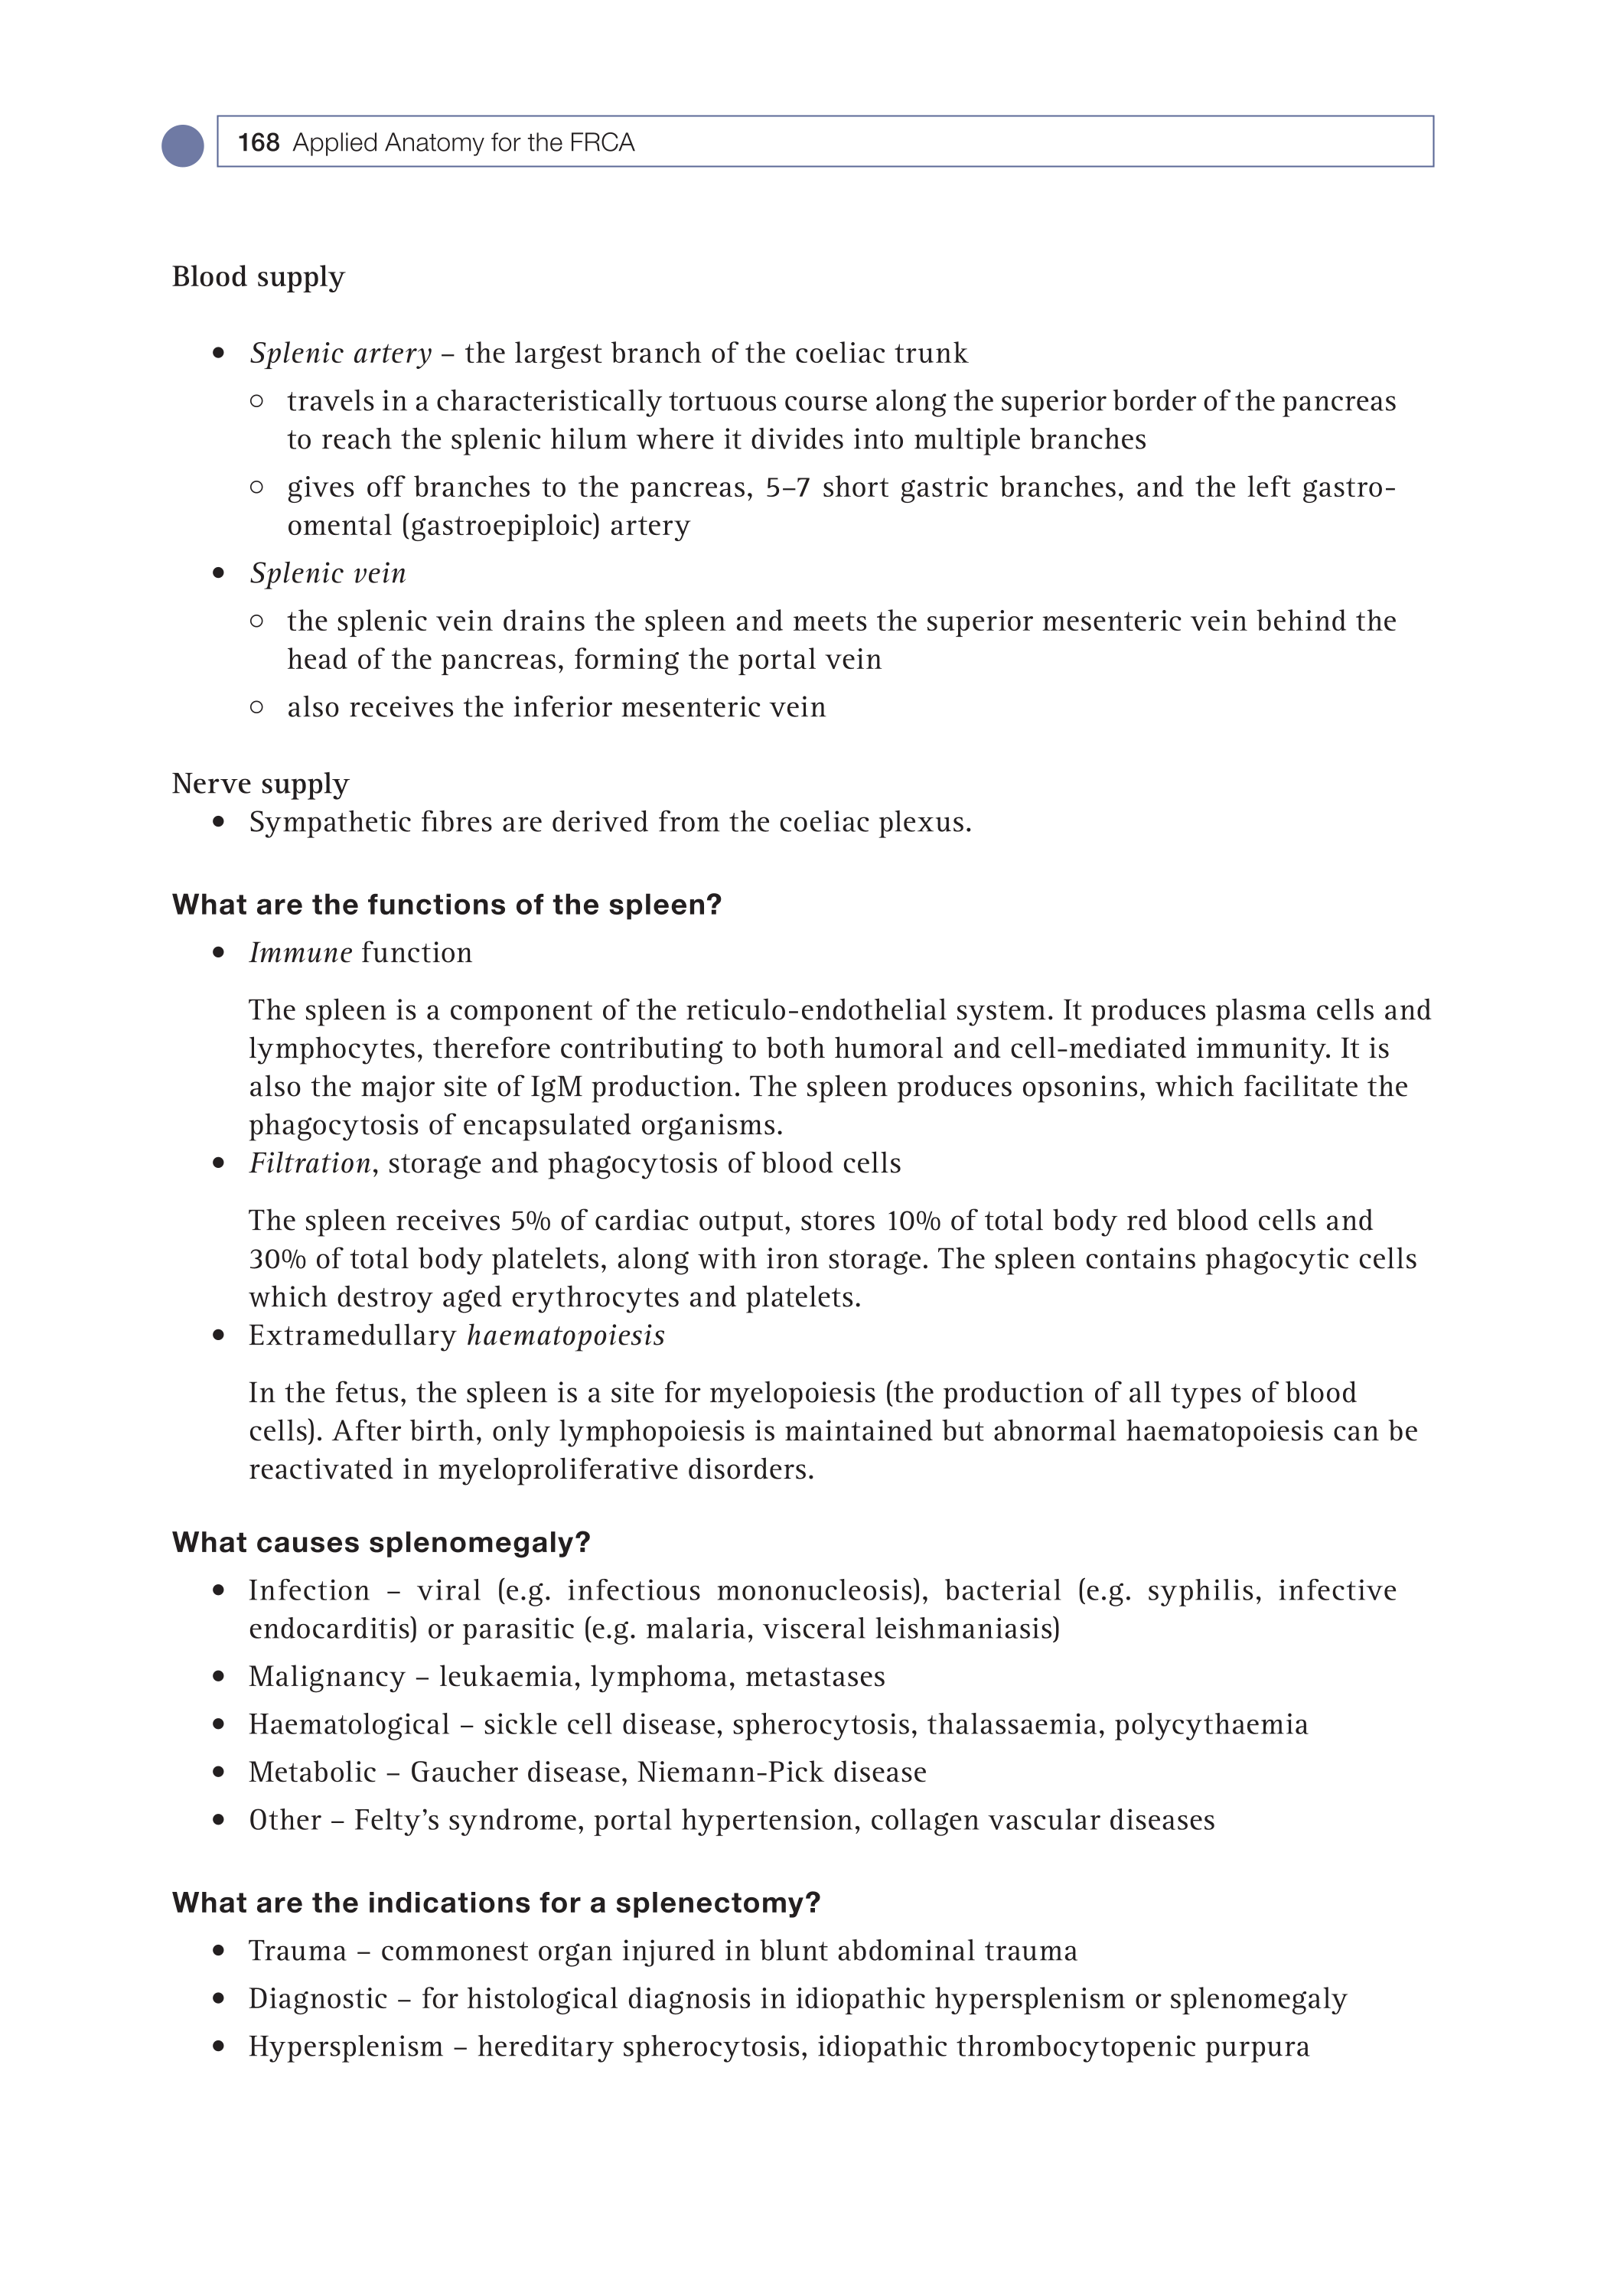 168 Applied Anatomy for the FRCA
Blood supply
• Splenic artery – the largest branch of the coeliac trunk
○ travels in a characteristically tortuous course along the superior border of the pancreas
to reach the splenic hilum where it divides into multiple branches
○ gives off branches to the pancreas, 5–7 short gastric branches, and the left gastro-
omental (gastroepiploic) artery
• Splenic vein
○ the splenic vein drains the spleen and meets the superior mesenteric vein behind the
head of the pancreas, forming the portal vein
○ also receives the inferior mesenteric vein
Nerve supply
• Sympathetic fibres are derived from the coeliac plexus.
What are the functions of the spleen?
• Immune function
The spleen is a component of the reticulo-endothelial system. It produces plasma cells and
lymphocytes, therefore contributing to both humoral and cell-mediated immunity. It is
also the major site of IgM production. The spleen produces opsonins, which facilitate the
phagocytosis of encapsulated organisms.
• Filtration, storage and phagocytosis of blood cells
The spleen receives 5% of cardiac output, stores 10% of total body red blood cells and
30% of total body platelets, along with iron storage. The spleen contains phagocytic cells
which destroy aged erythrocytes and platelets.
• Extramedullary haematopoiesis
In the fetus, the spleen is a site for myelopoiesis (the production of all types of blood
cells). After birth, only lymphopoiesis is maintained but abnormal haematopoiesis can be
reactivated in myeloproliferative disorders.
What causes splenomegaly?
• Infection – viral (e.g. infectious mononucleosis), bacterial (e.g. syphilis, infective
endocarditis) or parasitic (e.g. malaria, visceral leishmaniasis)
• Malignancy – leukaemia, lymphoma, metastases
• Haematological – sickle cell disease, spherocytosis, thalassaemia, polycythaemia
• Metabolic – Gaucher disease, Niemann-Pick disease
• Other – Felty’s syndrome, portal hypertension, collagen vascular diseases
What are the indications for a splenectomy?
• Trauma – commonest organ injured in blunt abdominal trauma
• Diagnostic – for histological diagnosis in idiopathic hypersplenism or splenomegaly
• Hypersplenism – hereditary spherocytosis, idiopathic thrombocytopenic purpura